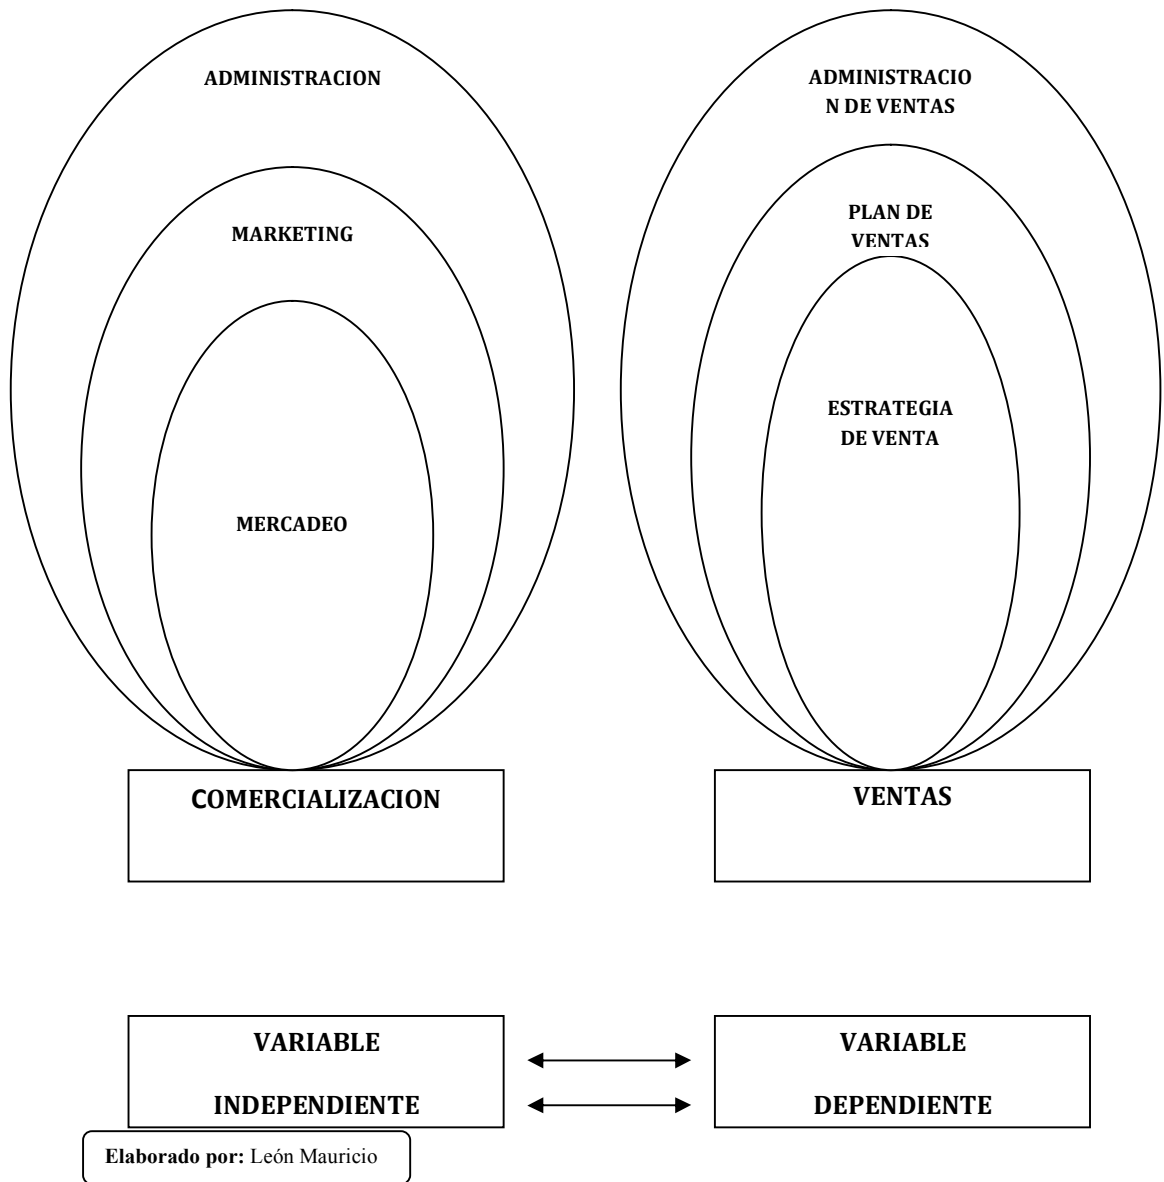 ADMINISTRACION
MARKETING
MERCADEO
COMERCIALIZACION
ADMINISTRACIO
N DE VENTAS
PLAN DE
VENTAS
ESTRATEGIA
DE VENTA
VENTAS
VARIABLE
INDEPENDIENTE
VARIABLE
DEPENDIENTE
Elaborado por: León Mauricio